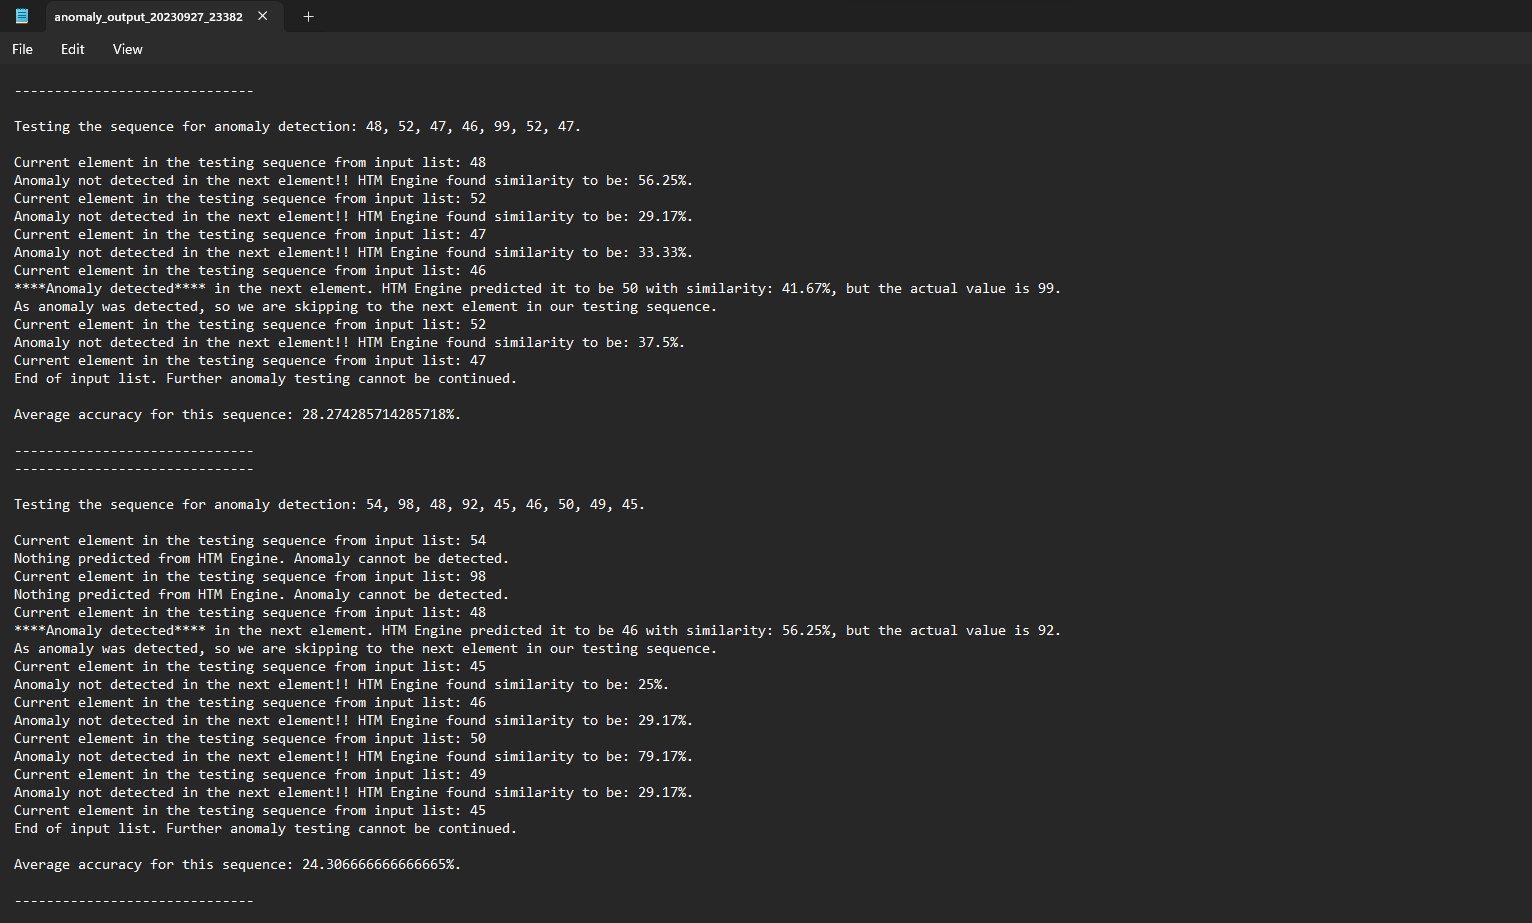 anomaly_output_20230927_23382
File Edit View
------------------------------
Testing the sequence for anomaly detection: 48, 52, 47, 46, 99, 52, 47.
Current element in the testing sequence from input list: 48
Anomaly not detected in the next element!! HTM Engine found similarity to be: 56.25%.
Current element in the testing sequence from input list: 52
Anomaly not detected in the next element!! HTM Engine found similarity to be: 29.17%.
Current element in the testing sequence from input list: 47
Anomaly not detected in the next element!! HTM Engine found similarity to be: 33.33%.
Current element in the testing sequence from input list: 46
****Anomaly detected**** in the next element. HTM Engine predicted it to be 50 with similarity: 41.67%, but the actual value is 99.
As anomaly was detected, so we are skipping to the next element in our testing sequence.
Current element in the testing sequence from input list: 52
Anomaly not detected in the next element!! HTM Engine found similarity to be: 37.5%.
Current element in the testing sequence from input list: 47
End of input list. Further anomaly testing cannot be continued.
Average accuracy for this sequence: 28.274285714285718%.
------------------------------
------------------------------
Testing the sequence for anomaly detection: 54, 98, 48, 92, 45, 46, 50, 49, 45.
Current element in the testing sequence from input list: 54
Nothing predicted from HTM Engine. Anomaly cannot be detected.
Current element in the testing sequence from input list: 98
Nothing predicted from HTM Engine. Anomaly cannot be detected.
Current element in the testing sequence from input list: 48
****Anomaly detected**** in the next element. HTM Engine predicted it to be 46 with similarity: 56.25%, but the actual value is 92.
As anomaly was detected, so we are skipping to the next element in our testing sequence.
Current element in the testing sequence from input list: 45
Anomaly not detected in the next element!! HTM Engine found similarity to be: 25%.
Current element in the testing sequence from input list: 46
Anomaly not detected in the next element!! HTM Engine found similarity to be: 29.17%.
Current element in the testing sequence from input list: 50
Anomaly not detected in the next element!! HTM Engine found similarity to be: 79.17%.
Current element in the testing sequence from input list: 49
Anomaly not detected in the next element!! HTM Engine found similarity to be: 29.17%.
Current element in the testing sequence from input list: 45
End of input list. Further anomaly testing cannot be continued.
Average accuracy for this sequence: 24.306666666666665%.
------------------------------